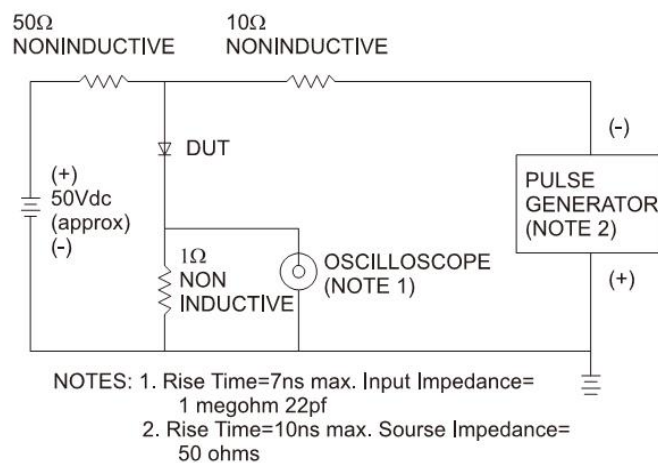 50Ω
NONINDUCTIVE
10Ω
NONINDUCTIVE
DUT
(+)
50Vdc
(approx)
(-)
1Ω
NON
INDUCTIVE
OSCILLOSCOPE
(NOTE 1)
(-)
PULSE
GENERATOR
(NOTE 2)
(+)
NOTES: 1. Rise Time=7ns max. Input Impedance=
1 megohm 22pf
2. Rise Time=10ns max. Sourse Impedance=
50 ohms